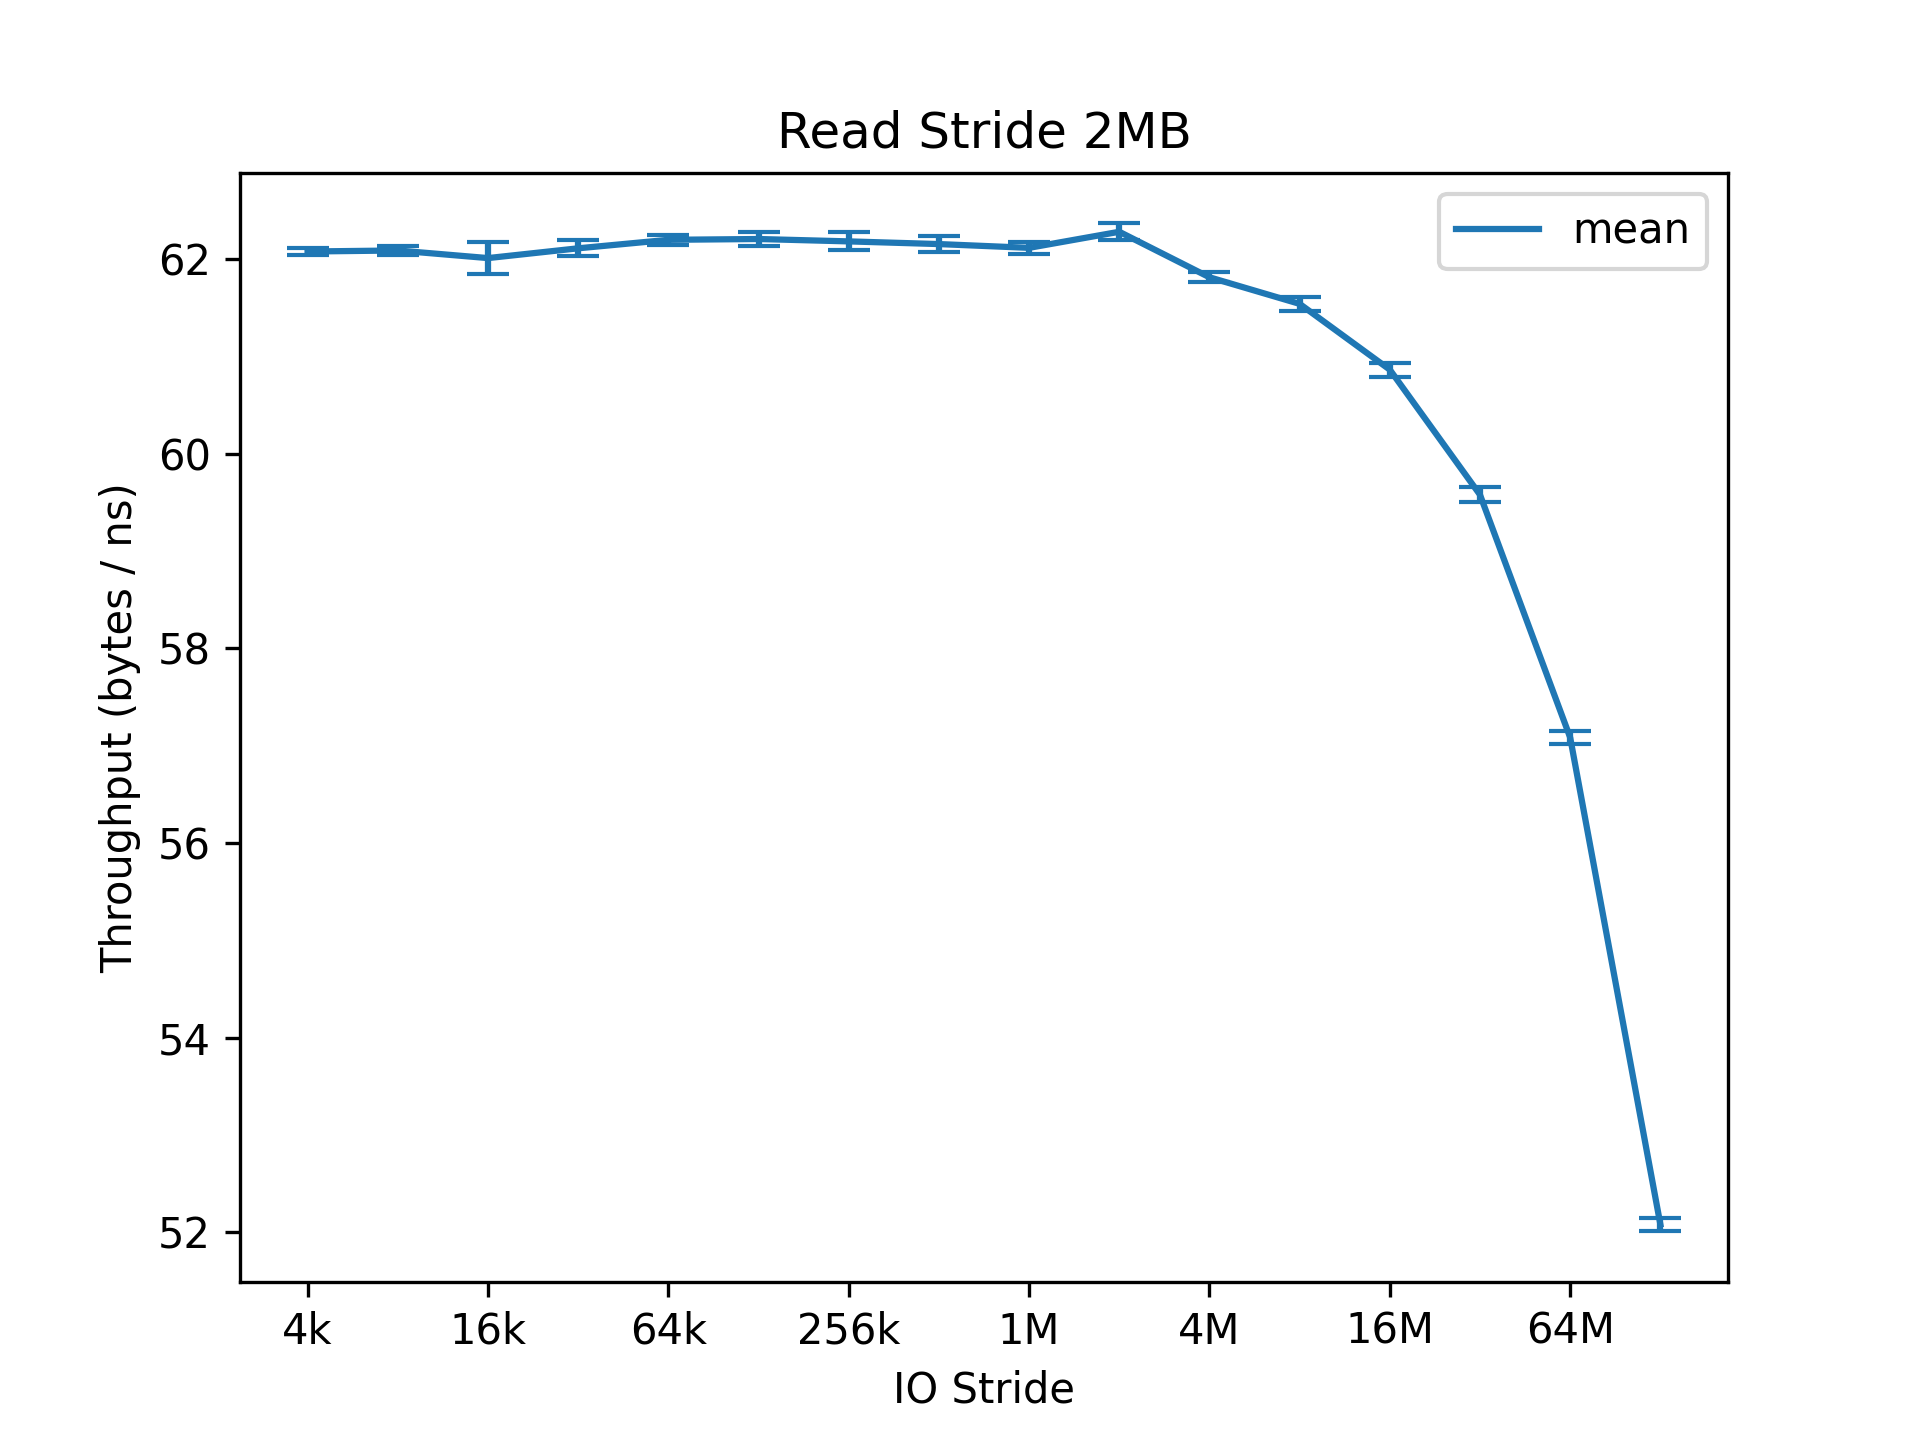 Read Stride 2MB
mean
Throughput (bytes / ns)
62
60
58
56
54
52
4k 16k 64k 256k 1M 4M 16M 64M
IO Stride